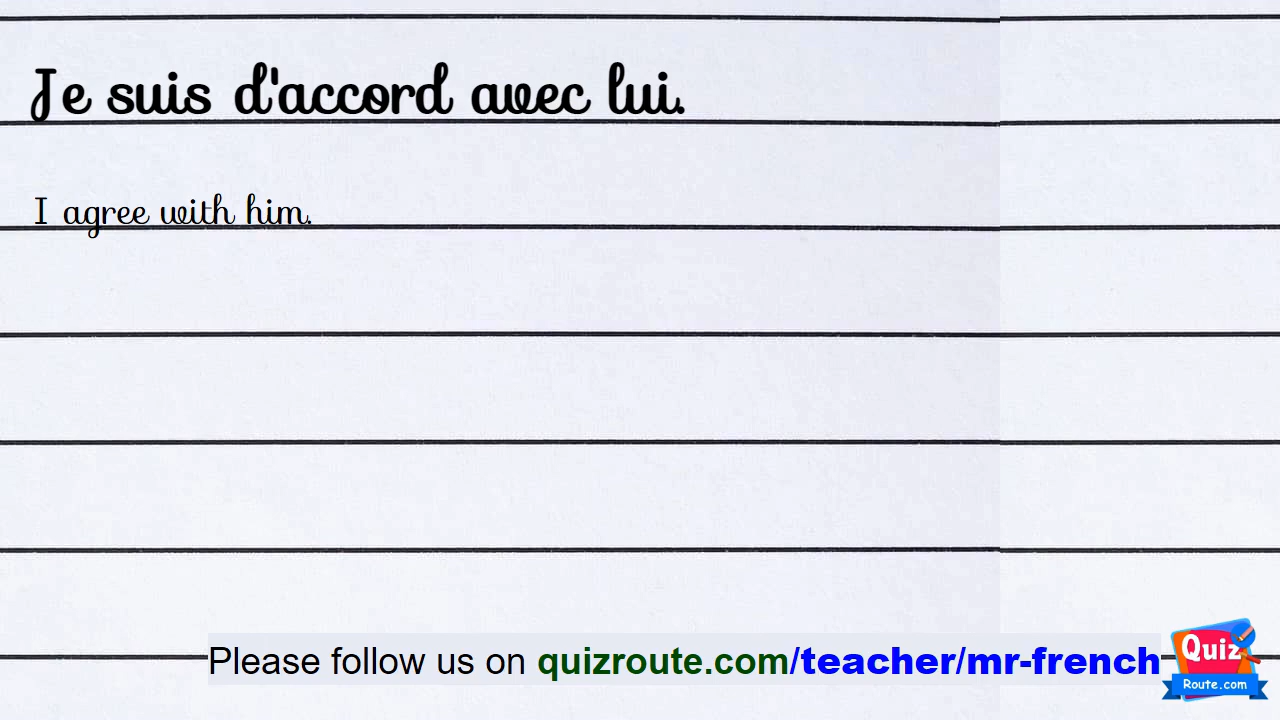 Je suis d'accord avec lui.
I agree with him.
Please follow us on quizroute.com/teacher/mr-french
Quiz
Route.com